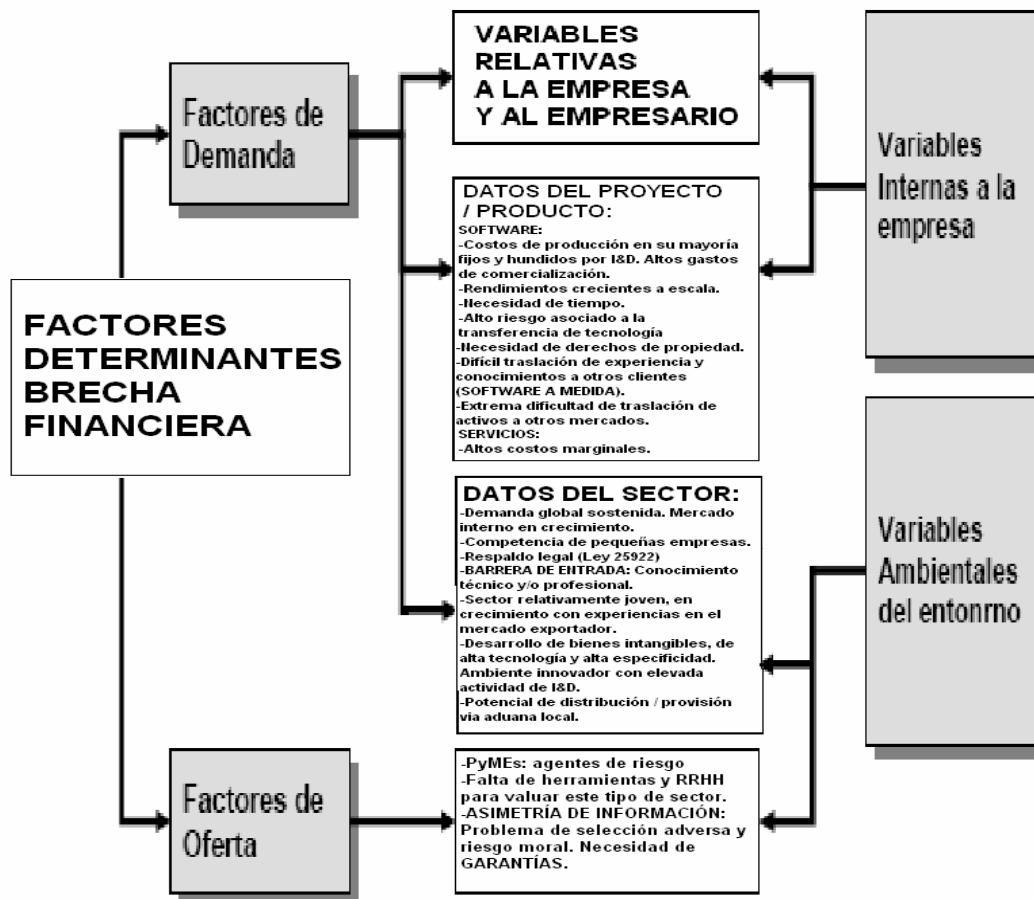 VARIABLES
RELATIVAS
A LA EMPRESA
Y AL EMPRESARIO
Factores de
Demanda
Variables
Internas a la
empresa
DATOS DEL PROYECTO
/ PRODUCTO:
SOFTWARE:
-Costos de producción en su mayoría
fijos y hundidos por I&D. Altos gastos
de comercialización.
-Rendimientos crecientes a escala.
-Necesidad de tiempo.
-Alto riesgo asociado a la
transferencia de tecnología
-Necesidad de derechos de propiedad.
-Difícil traslación de experiencia y
conocimientos a otros clientes
(SOFTWARE A MEDIDA).
-Extrema dificultad de traslación de
activos a otros mercados.
SERVICIOS:
-Altos costos marginales.
FACTORES
DETERMINANTES
BRECHA
FINANCIERA
DATOS DEL SECTOR:
-Demanda global sostenida. Mercado
interno en crecimiento.
-Competencia de pequeñas empresas.
-Respaldo legal (Ley 25922)
-BARRERA DE ENTRADA: Conocimiento
técnico y/o profesional.
-Sector relativamente joven, en
crecimiento con experiencias en el
mercado exportador.
-Desarrollo de bienes intangibles, de
alta tecnología y alta especificidad.
Ambiente innovador con elevada
actividad de I&D.
-Potencial de distribución / provisión
via aduana local.
Variables
Ambientales
del entonrno
Factores de
Oferta
-PyMEs: agentes de riesgo
-Falta de herramientas y RRHH
para valuar este tipo de sector.
-ASIMETRÍA DE INFORMACIÓN:
Problema de selección adversa y
riesgo moral. Necesidad de
GARANTÍAS.